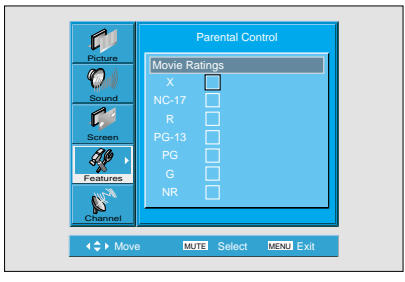 Parental Control
Picture
Sound
Screen
Features
Channel
Movie Ratings
X
NC-17
R
PG-13
PG
G
NR
Move MUTE Select MENU Exit